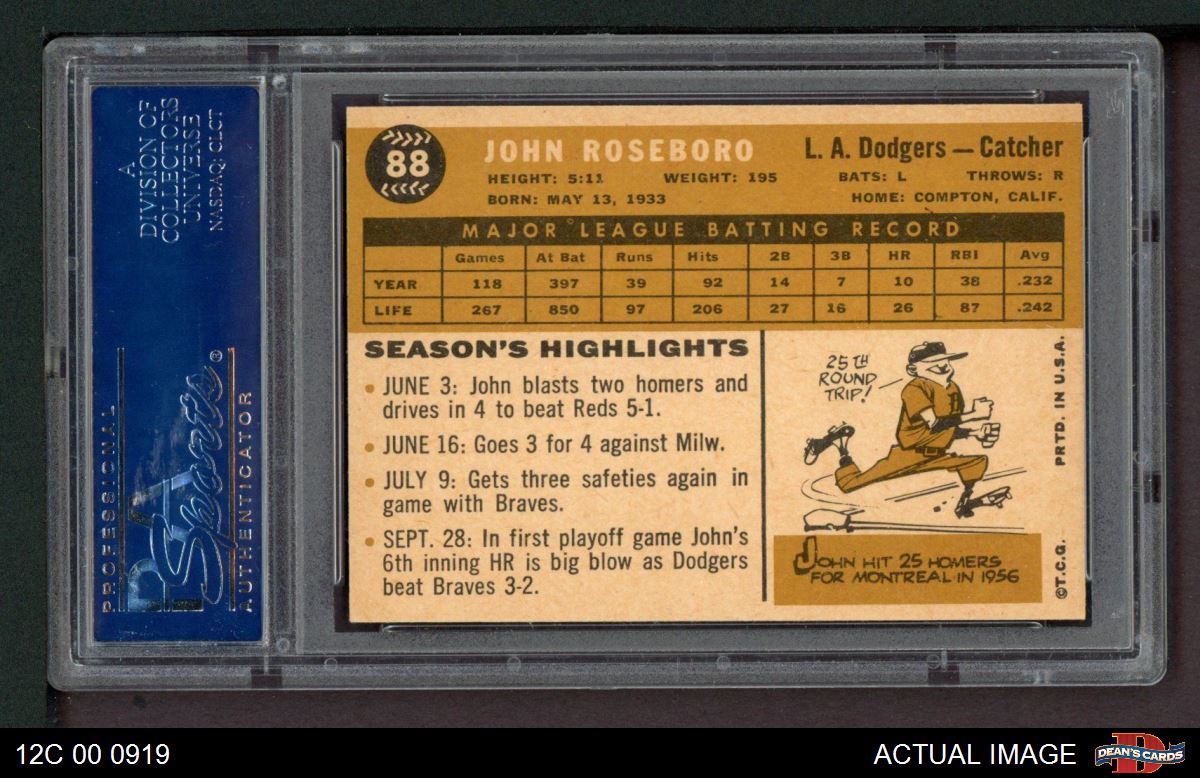 A
DIVISION OF
COLLECTORS
UNIVERSE
NASDAQ: CLCT
PROFESSIONAL
PSA
Sports®
AUTHENTICATOR
88
JOHN ROSEBORO
L. A. Dodgers — Catcher
HEIGHT: 5:11 WEIGHT: 195 BATS: L THROWS: R
BORN: MAY 13, 1933 HOME: COMPTON, CALIF.
MAJOR LEAGUE BATTING RECORD
Games At Bat Runs Hits 2B 3B HR RBI Avg
YEAR 118 397 39 92 14 7 10 38 .232
LIFE 267 850 97 206 27 16 26 87 .242
SEASON'S HIGHLIGHTS
• JUNE 3: John blasts two homers and
drives in 4 to beat Reds 5-1.
• JUNE 16: Goes 3 for 4 against Milw.
• JULY 9: Gets three safeties again in
game with Braves.
• SEPT. 28: In first playoff game John's
6th inning HR is big blow as Dodgers
beat Braves 3-2.
25TH
ROUND
TRIP!
JOHN HIT 25 HOMERS
FOR MONTREAL IN 1956
©T.C.G. PRTD. IN U.S.A.
12C 00 0919
ACTUAL IMAGE
DEAN'S CARDS